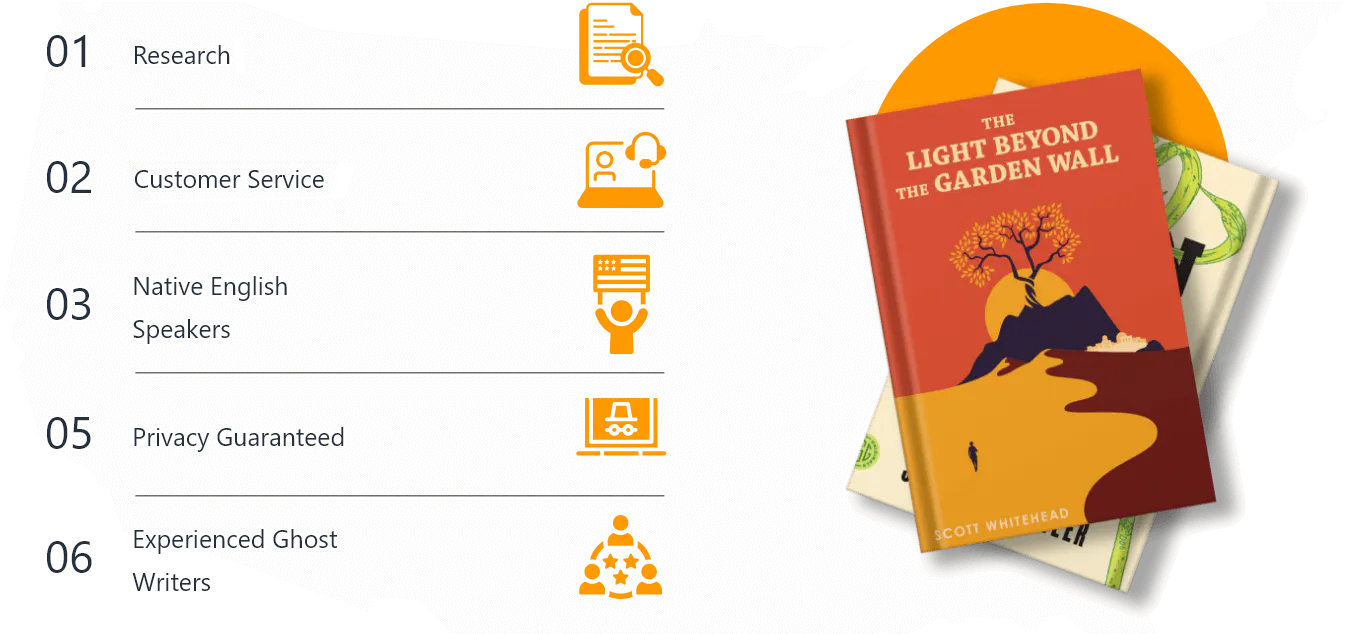 01
Research
02
Customer Service
03
Native English
Speakers
05
Privacy Guaranteed
06
Experienced Ghost
Writers
THE
LIGHT BEYOND
THE GARDEN WALL
SCOTT WHITEHEAD